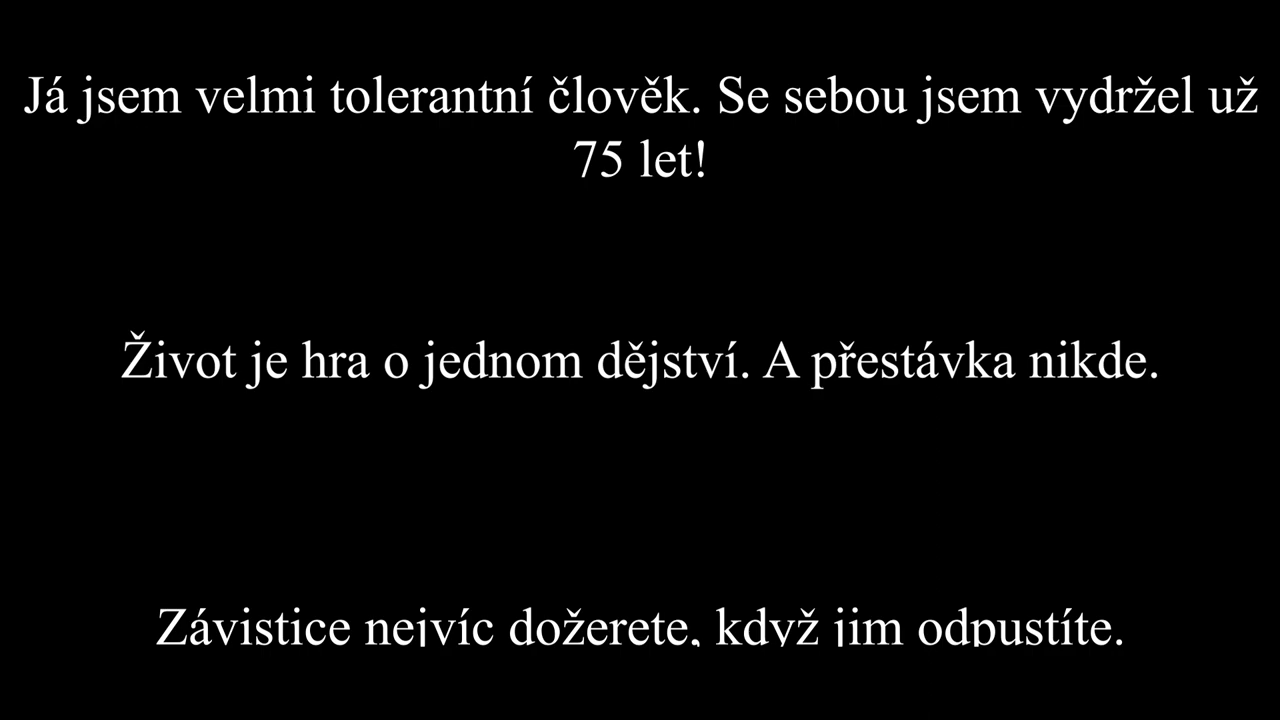 Já jsem velmi tolerantní člověk. Se sebou jsem vydržel už
75 let!
Život je hra o jednom dějství. A přestávka nikde.
Závistice nejvíc dožerete, když jim odpustíte.